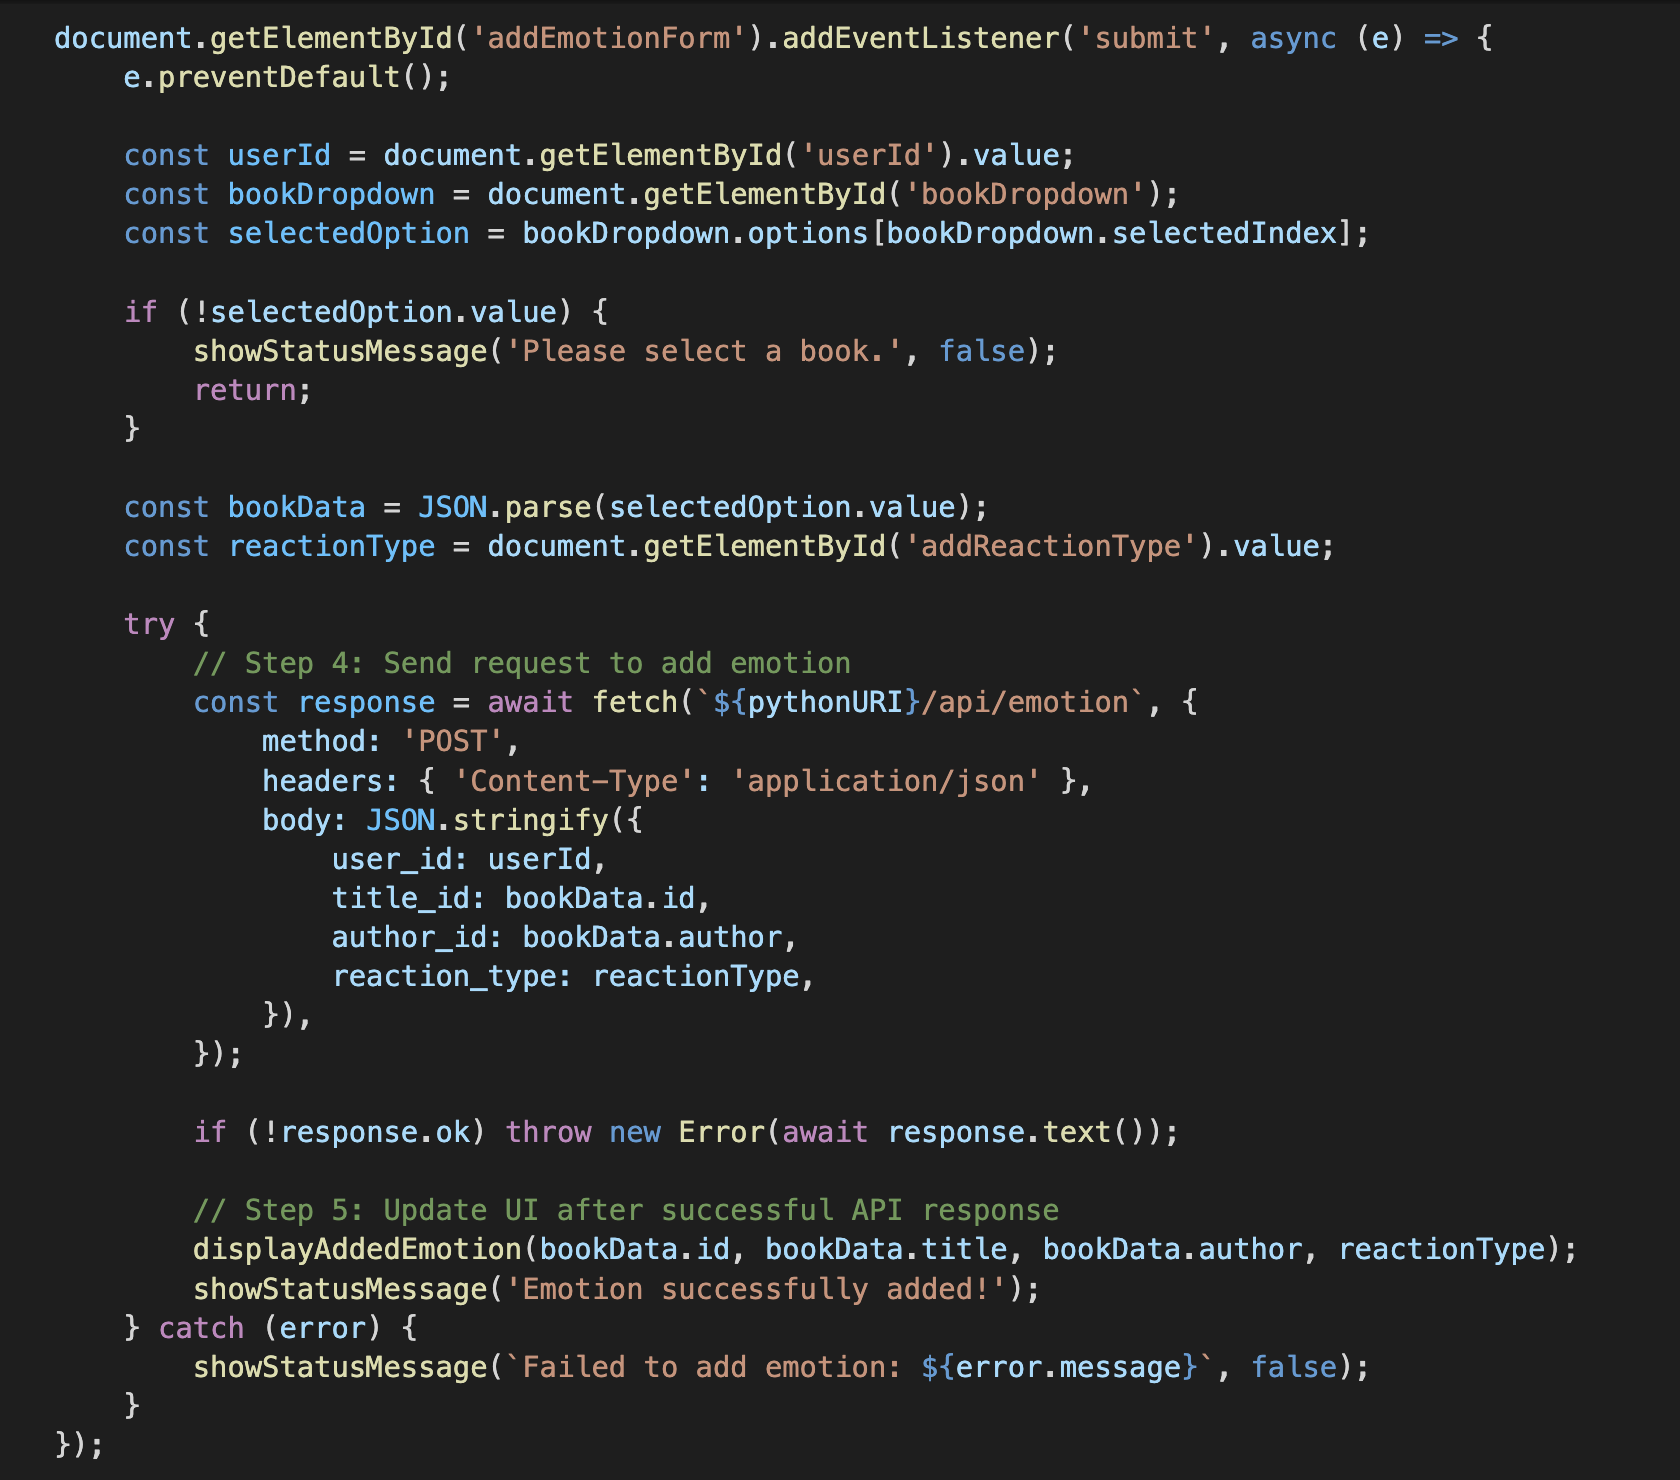 document.getElementById('addEmotionForm').addEventListener('submit', async (e) => {
    e.preventDefault();

    const userId = document.getElementById('userId').value;
    const bookDropdown = document.getElementById('bookDropdown');
    const selectedOption = bookDropdown.options[bookDropdown.selectedIndex];

    if (!selectedOption.value) {
        showStatusMessage('Please select a book.', false);
        return;
    }

    const bookData = JSON.parse(selectedOption.value);
    const reactionType = document.getElementById('addReactionType').value;

    try {
        // Step 4: Send request to add emotion
        const response = await fetch(`${pythonURI}/api/emotion`, {
            method: 'POST',
            headers: { 'Content-Type': 'application/json' },
            body: JSON.stringify({
                user_id: userId,
                title_id: bookData.id,
                author_id: bookData.author,
                reaction_type: reactionType,
            }),
        });

        if (!response.ok) throw new Error(await response.text());

        // Step 5: Update UI after successful API response
        displayAddedEmotion(bookData.id, bookData.title, bookData.author, reactionType);
        showStatusMessage('Emotion successfully added!');
    } catch (error) {
        showStatusMessage(`Failed to add emotion: ${error.message}`, false);
    }
});